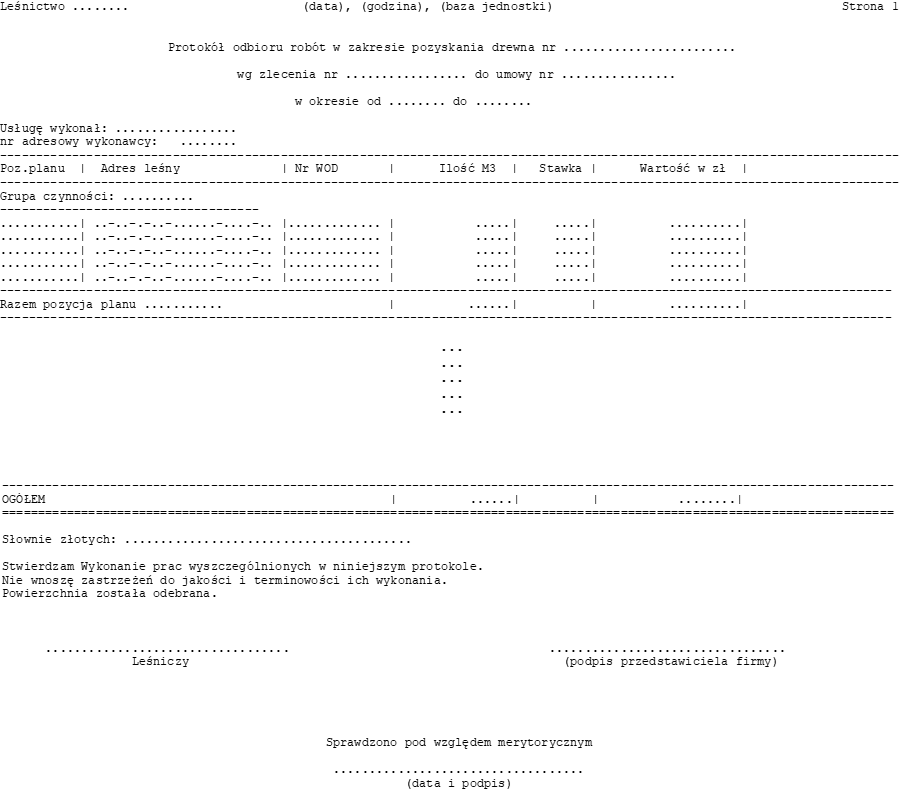 Leśnictwo ........ (data), (godzina), (baza jednostki) Strona 1
Protokół odbioru robót w zakresie pozyskania drewna nr ........................
wg zlecenia nr ................. do umowy nr ................
w okresie od ........ do ........
Usługę wykonał: .................
nr adresowy wykonawcy: ........
Poz.planu | Adres leśny | Nr WOD | Ilość M3 | Stawka | Wartość w zł |
Grupa czynności: ..........
...........| ..-..-.-..-......-....-.. |............. | .....| .....| ..........|
...........| ..-..-.-..-......-....-.. |............. | .....| .....| ..........|
...........| ..-..-.-..-......-....-.. |............. | .....| .....| ..........|
...........| ..-..-.-..-......-....-.. |............. | .....| .....| ..........|
...........| ..-..-.-..-......-....-.. |............. | .....| .....| ..........|
Razem pozycja planu ........... | ......| | ..........|
...
...
...
...
...
OGÓŁEM | ......| | ........|
Słownie złotych: ........................................
Stwierdzam Wykonanie prac wyszczególnionych w niniejszym protokole.
Nie wnoszę zastrzeżeń do jakości i terminowości ich wykonania.
Powierzchnia została odebrana.
.................................. .................................
Leśniczy (podpis przedstawiciela firmy)
Sprawdzono pod względem merytorycznym
...................................
(data i podpis)